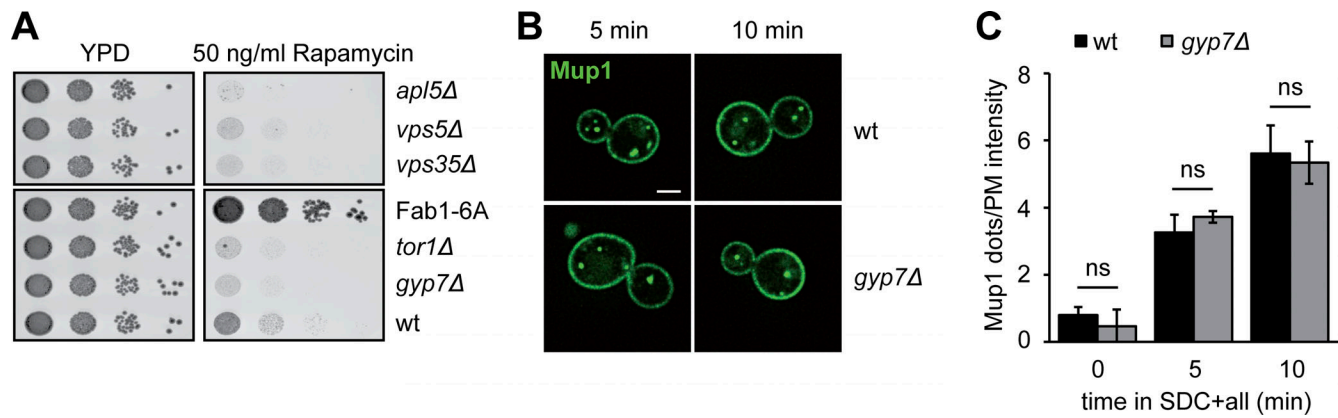 A
YPD
50 ng/ml Rapamycin
apl5Δ
vps5Δ
vps35Δ
Fab1-6A
tor1Δ
gyp7Δ
wt
B
5 min
10 min
Mup1
wt
gyp7Δ
C
wt
gyp7Δ
Mup1 dots/PM intensity
8
6
4
2
0
ns
ns
ns
0
5
10
time in SDC+all (min)